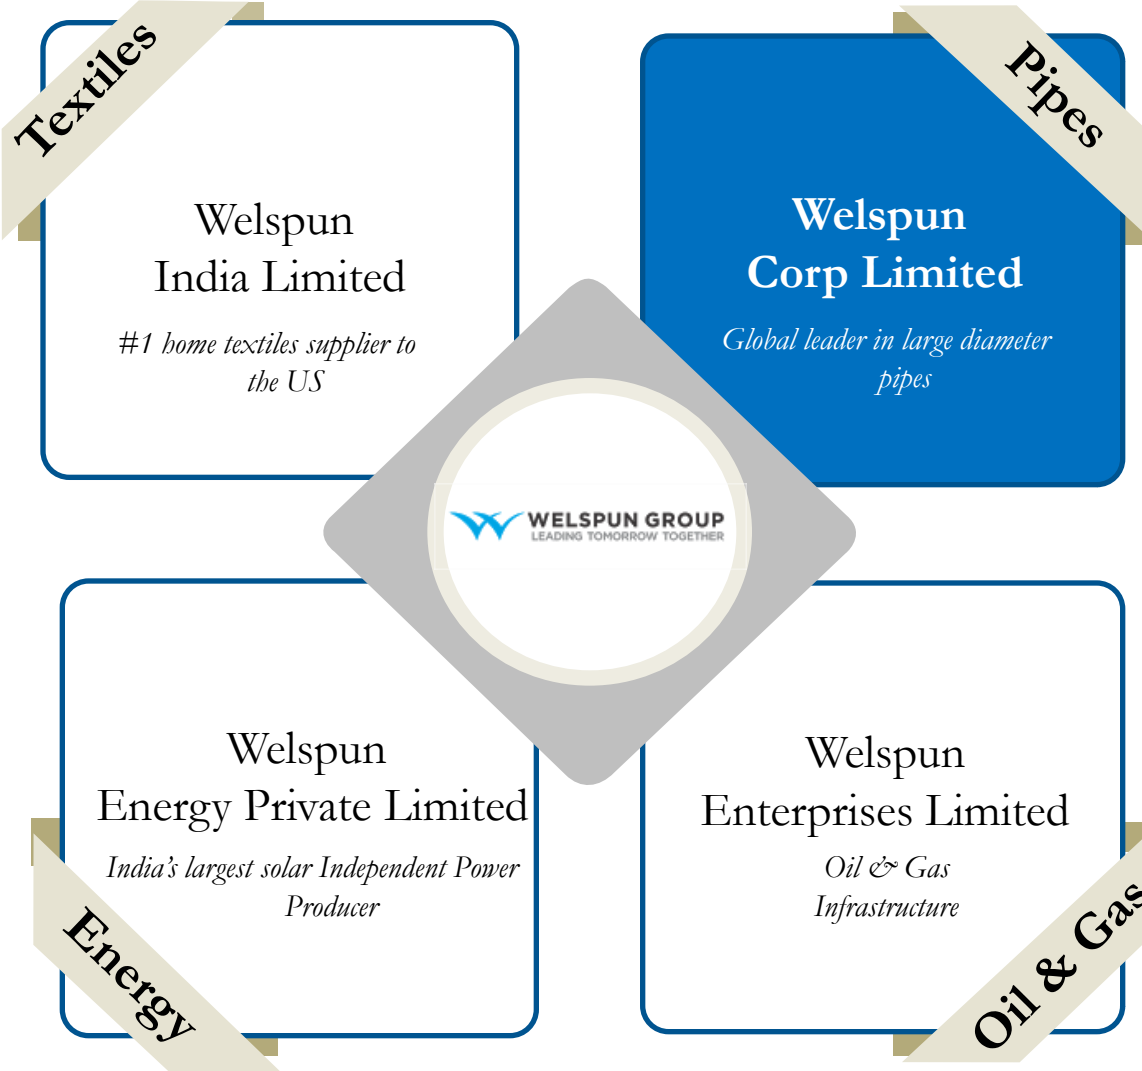 Textiles
Welspun
India Limited
#1 home textiles supplier to
the US
Pipes
Welspun
Corp Limited
Global leader in large diameter
pipes
WELSPUN GROUP
LEADING TOMORROW TOGETHER
Welspun
Energy Private Limited
India’s largest solar Independent Power
Producer
Energy
Welspun
Enterprises Limited
Oil & Gas
Infrastructure
Oil & Gas